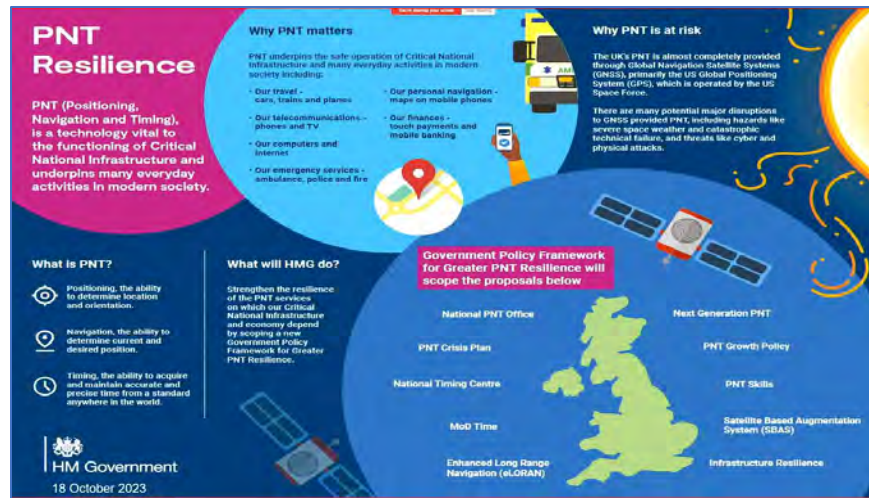 PNT
Resilience
PNT (Positioning,
Navigation and Timing),
is a technology vital to
the functioning of Critical
National Infrastructure and
underpins many everyday
activities in modern society.
Why PNT matters
PNT underpins the safe operation of Critical National
Infrastructure and many everyday activities in modern
society including:
· Our travel -
cars, trains and planes
· Our telecommunications -
phones and TV
· Our computers and
internet
· Our emergency services -
ambulance, police and fire
· Our personal navigation -
maps on mobile phones
· Our finances -
touch payments and
mobile banking
Why PNT is at risk
The UK's PNT is almost completely provided
through Global Navigation Satellite Systems
(GNSS), primarily the US Global Positioning
System (GPS), which is operated by the US
Space Force.
There are many potential major disruptions
to GNSS provided PNT, including hazards like
severe space weather and catastrophic
technical failure, and threats like cyber and
physical attacks.
What is PNT?
Positioning, the ability
to determine location
and orientation.
Navigation, the ability to
determine current and
desired position.
Timing, the ability to acquire
and maintain accurate and
precise time from a standard
anywhere in the world.
What will HMG do?
Strengthen the resilience
of the PNT services
on which our Critical
National Infrastructure
and economy depend
by scoping a new
Government Policy
Framework for Greater
PNT Resilience.
Government Policy Framework
for Greater PNT Resilience will
scope the proposals below
National PNT Office
PNT Crisis Plan
National Timing Centre
MoD Time
Enhanced Long Range
Navigation (eLORAN)
Next Generation PNT
PNT Growth Policy
PNT Skills
Satellite Based Augmentation
System (SBAS)
Infrastructure Resilience
HM Government
18 October 2023